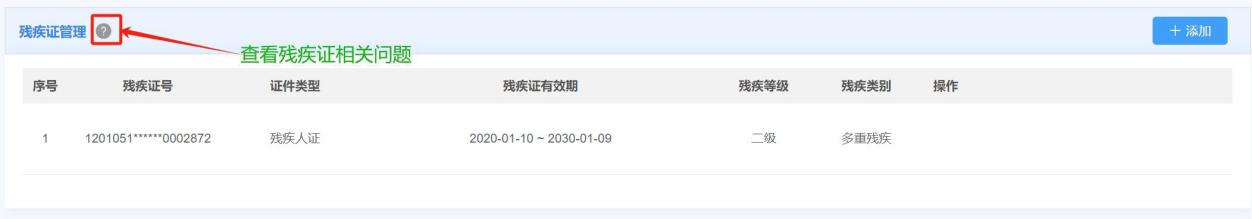 残疾证管理 ?
+ 添加
查看残疾证相关问题
序号 残疾证号 证件类型 残疾证有效期 残疾等级 残疾类别 操作
1 1201051******0002872 残疾人证 2020-01-10 ~ 2030-01-09 二级 多重残疾